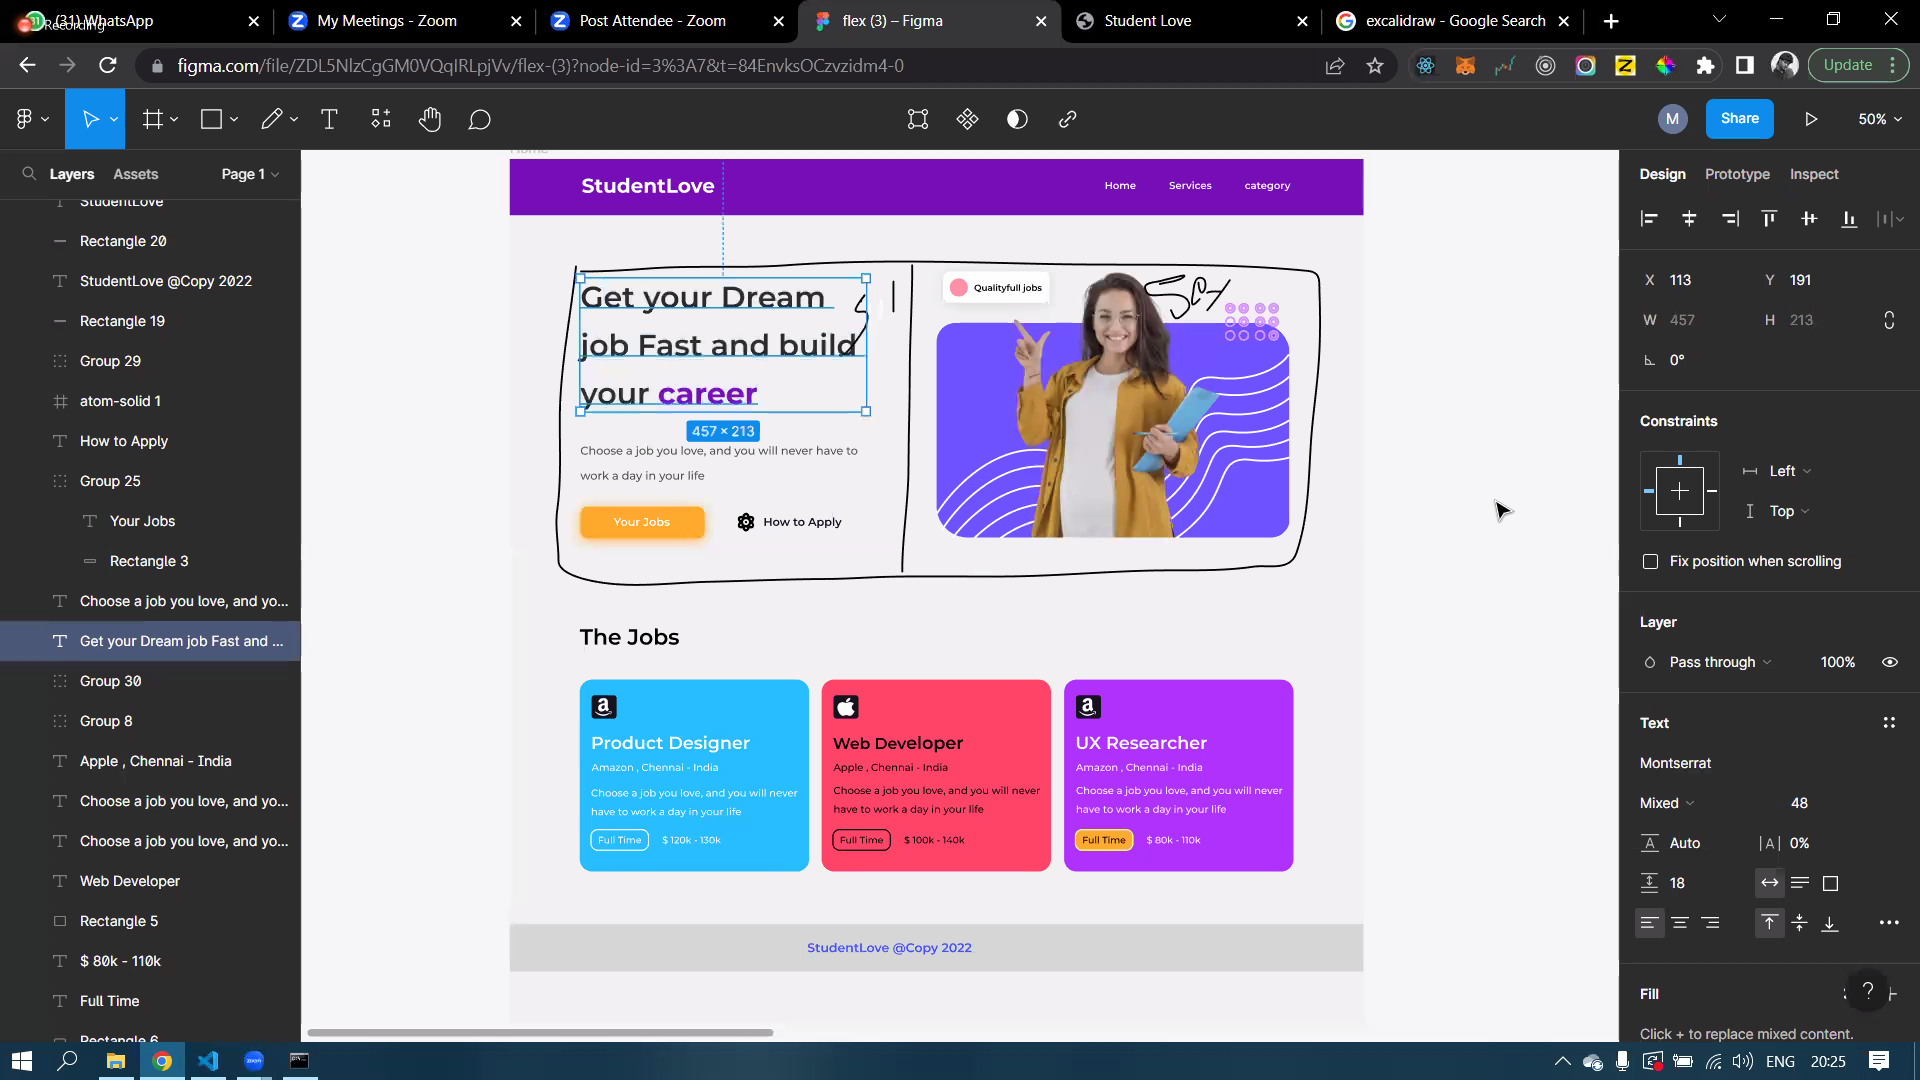 (31) WhatsApp
Recording
My Meetings - Zoom
Post Attendee - Zoom
flex (3) – Figma
Student Love
excalidraw - Google Search
figma.com/file/ZDL5NlzCgGM0VQqIRLpjVv/flex-(3)?node-id=3%3A7&t=84EnvksOCzvzidm4-0
Update
M
Share
50%
Layers
Assets
Page 1
StudentLove
Rectangle 20
StudentLove @Copy 2022
Rectangle 19
Group 29
atom-solid 1
How to Apply
Group 25
Your Jobs
Rectangle 3
Choose a job you love, and yo...
Get your Dream job Fast and ...
Group 30
Group 8
Apple , Chennai - India
Choose a job you love, and yo...
Choose a job you love, and yo...
Web Developer
Rectangle 5
$ 80k - 110k
Full Time
Rectangle 6
Home
StudentLove
Home
Services
category
Get your Dream
job Fast and build
your career
457 × 213
Choose a job you love, and you will never have to
work a day in your life
Your Jobs
How to Apply
Qualityfull jobs
The Jobs
Product Designer
Amazon , Chennai - India
Choose a job you love, and you will never
have to work a day in your life
Full Time
$ 120k - 130k
Web Developer
Apple , Chennai - India
Choose a job you love, and you will never
have to work a day in your life
Full Time
$ 100k - 140k
UX Researcher
Amazon , Chennai - India
Choose a job you love, and you will never
have to work a day in your life
Full Time
$ 80k - 110k
StudentLove @Copy 2022
Design
Prototype
Inspect
X 113
Y 191
W 457
H 213
0°
Constraints
Left
Top
Fix position when scrolling
Layer
Pass through
100%
Text
Montserrat
Mixed
48
Auto
0%
18
Fill
?
Click + to replace mixed content.
ENG
20:25